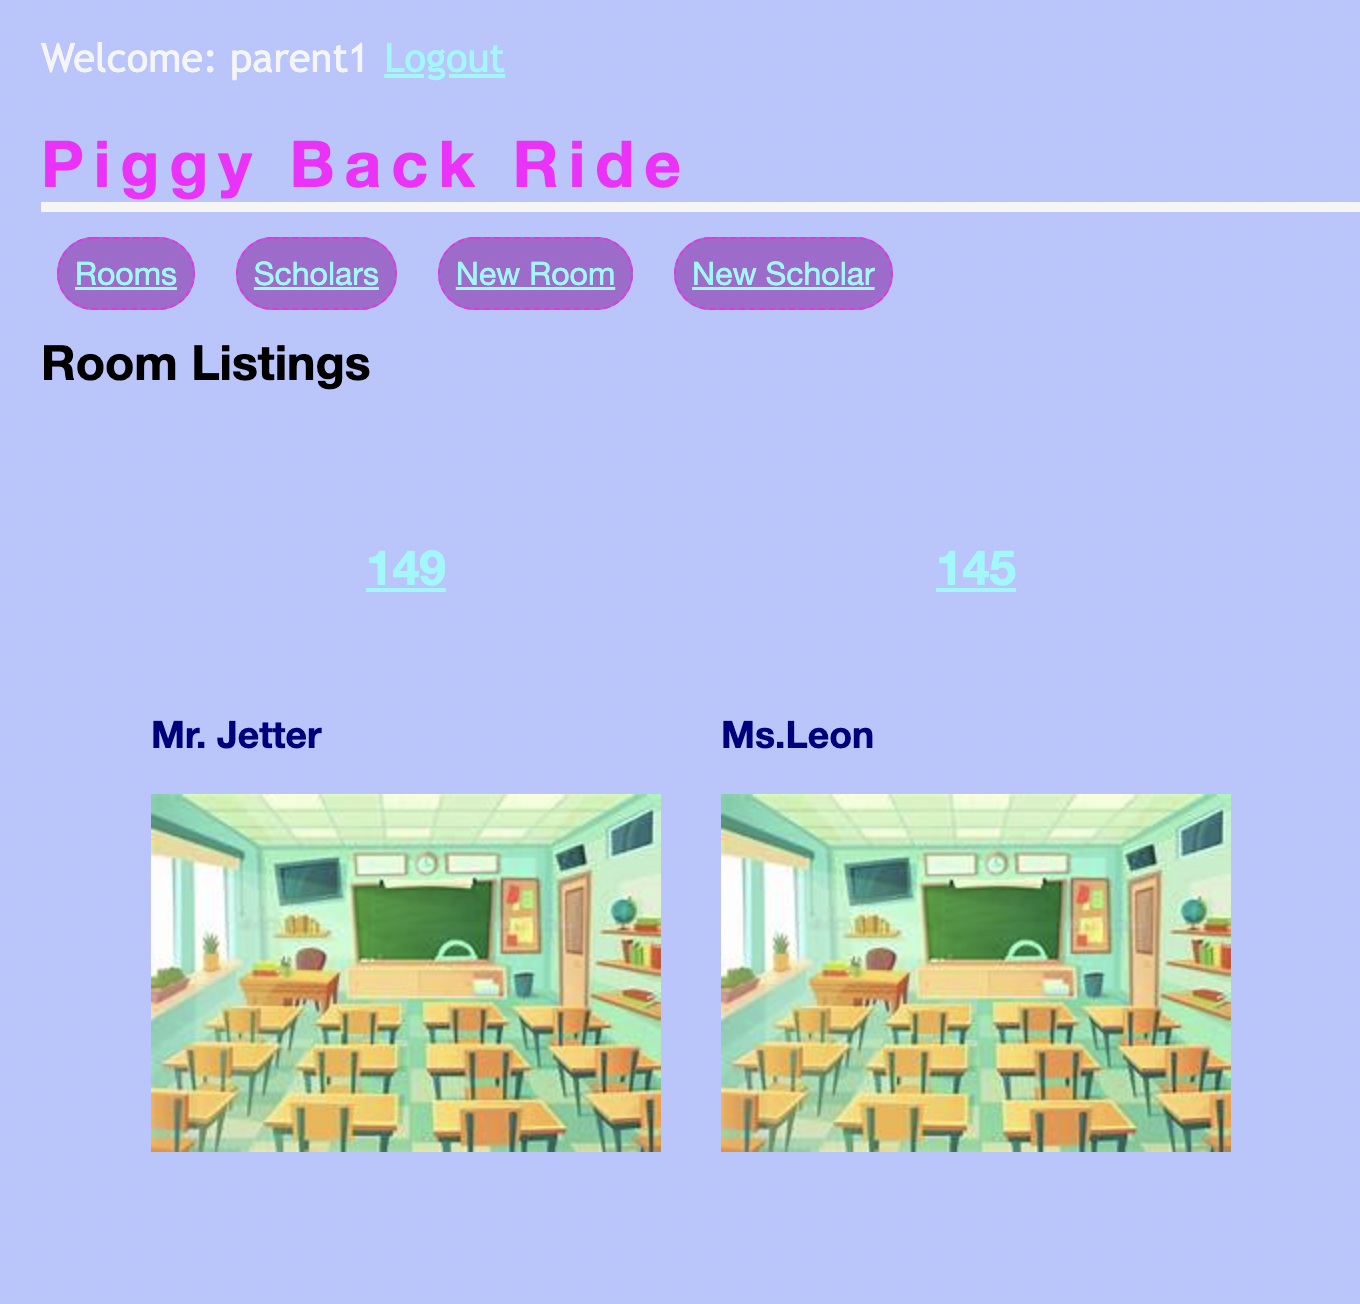 Welcome: parent1 Logout
Piggy Back Ride
Rooms Scholars New Room New Scholar
Room Listings
149 145
Mr. Jetter Ms.Leon